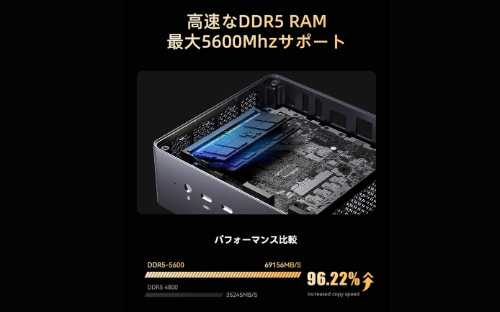 高速なDDR5 RAM
最大5600Mhzサポート
パフォーマンス比較
DDR5-5600 69156MB/S
DDR5 4800 35245MB/S
96.22%
Increased copy speed